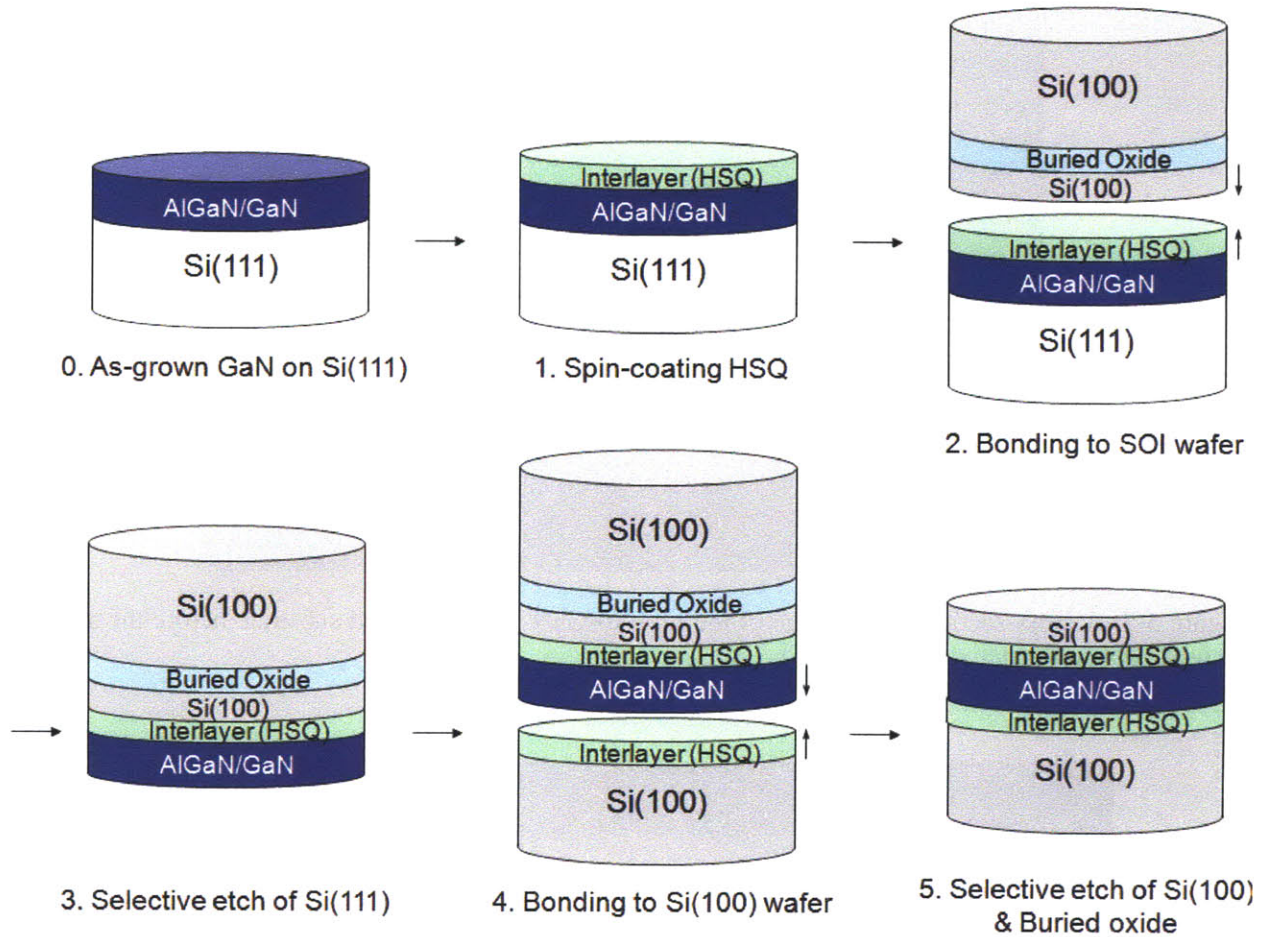 AlGaN/GaN
Si(111)
0. As-grown GaN on Si(111)
Interlayer (HSQ)
AlGaN/GaN
Si(111)
1. Spin-coating HSQ
Si(100)
Buried Oxide
Si(100)
Interlayer (HSQ)
AlGaN/GaN
Si(111)
2. Bonding to SOI wafer
Si(100)
Buried Oxide
Si(100)
Interlayer (HSQ)
AlGaN/GaN
3. Selective etch of Si(111)
Si(100)
Buried Oxide
Si(100)
Interlayer (HSQ)
AlGaN/GaN
Interlayer (HSQ)
Si(100)
4. Bonding to Si(100) wafer
Si(100)
Interlayer (HSQ)
AlGaN/GaN
Interlayer (HSQ)
Si(100)
5. Selective etch of Si(100)
& Buried oxide